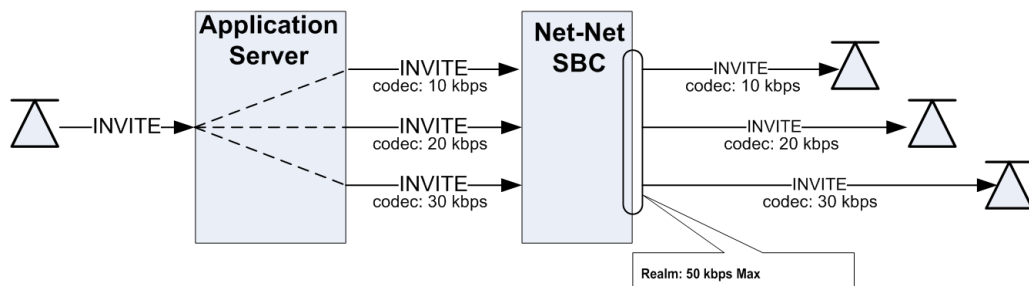 Application
Server
Net-Net
SBC
INVITE
INVITE
codec: 10 kbps
INVITE
codec: 20 kbps
INVITE
codec: 30 kbps
INVITE
codec: 10 kbps
INVITE
codec: 20 kbps
INVITE
codec: 30 kbps
Realm: 50 kbps Max